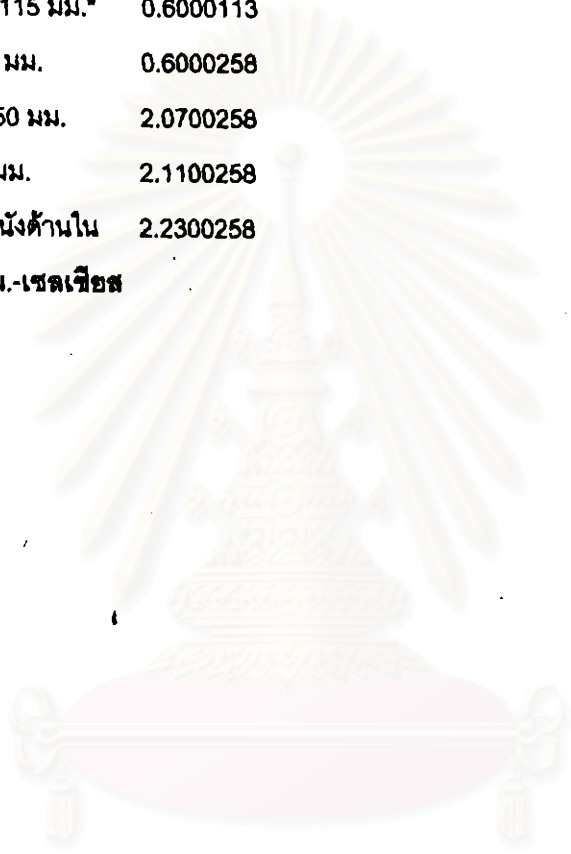 115 มม.* 0.6000113
มม. 0.6000258
50 มม. 2.0700258
มม. 2.1100258
นังด้านใน 2.2300258
ม.-เซลเซียส